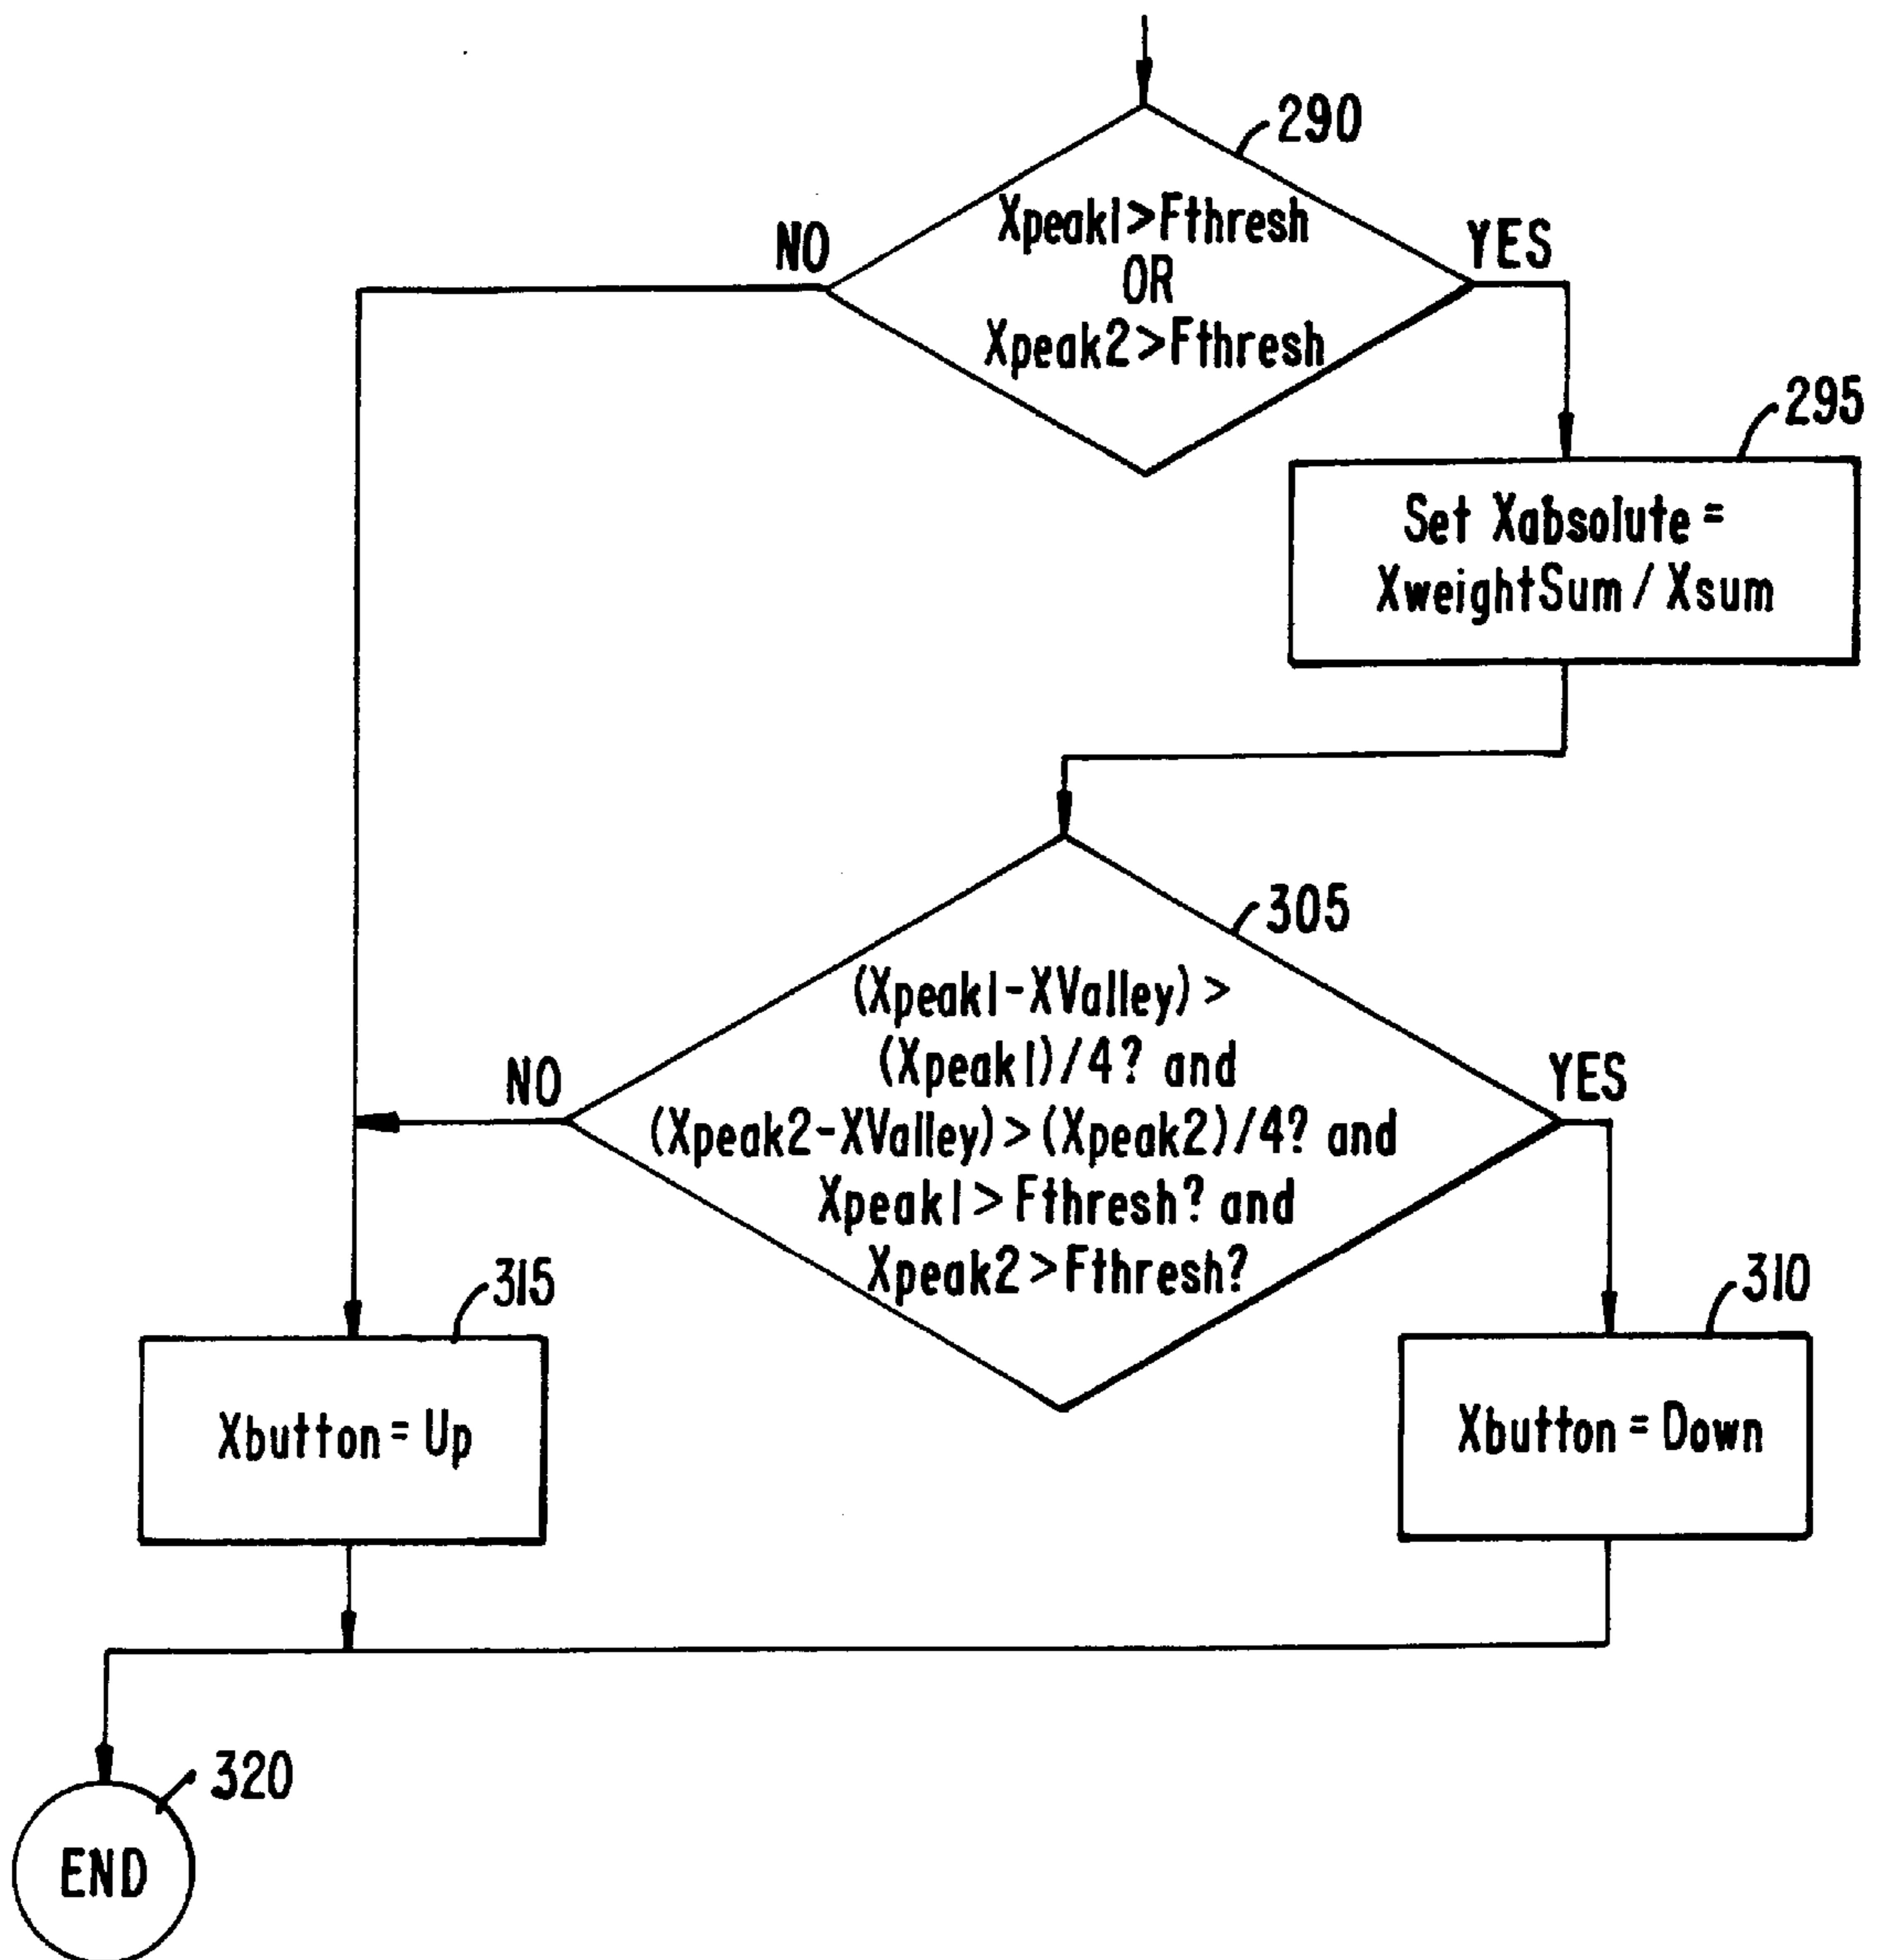 290
Xpeak1>Fthresh
OR
Xpeak2>Fthresh
NO
YES
295
Set Xabsolute =
XweightSum / Xsum
305
(Xpeak1-XValley) >
(Xpeak1)/4? and
(Xpeak2-XValley) > (Xpeak2)/4? and
Xpeak1 > Fthresh? and
Xpeak2 > Fthresh?
NO
YES
315
Xbutton = Up
310
Xbutton = Down
320
END